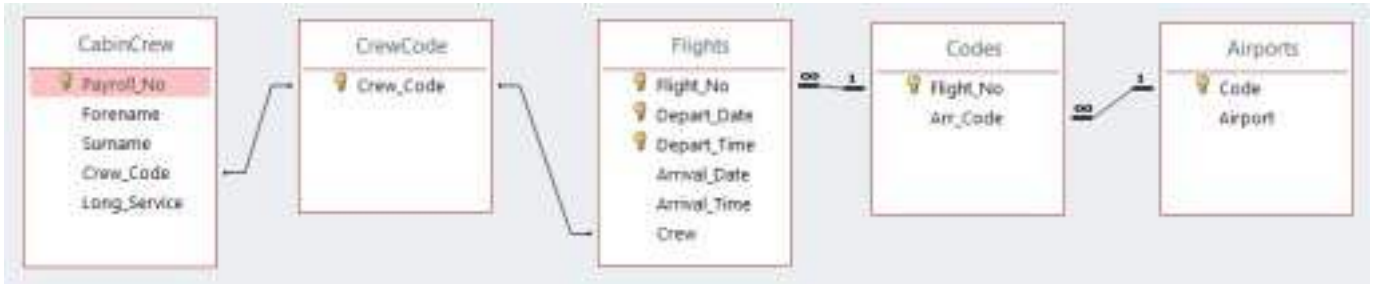 CabinCrew
Payroll_No
Forename
Surname
Crew_Code
Long_Service
CrewCode
Crew_Code
Flights
Flight_No
Depart_Date
Depart_Time
Arrival_Date
Arrival_Time
Crew
∞ 1
Codes
Flight_No
Arr_Code
∞ 1
Airports
Code
Airport